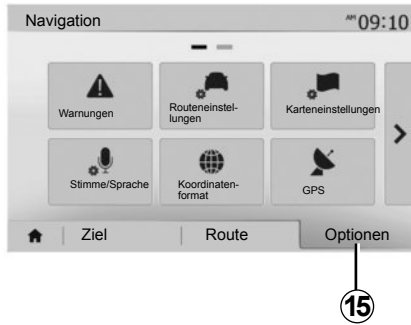 Navigation AM 09:10
Warnungen
Routeneinstel-
lungen
Karteneinstellungen
Stimme/Sprache
Koordinaten-
format
GPS
Ziel Route Optionen
15